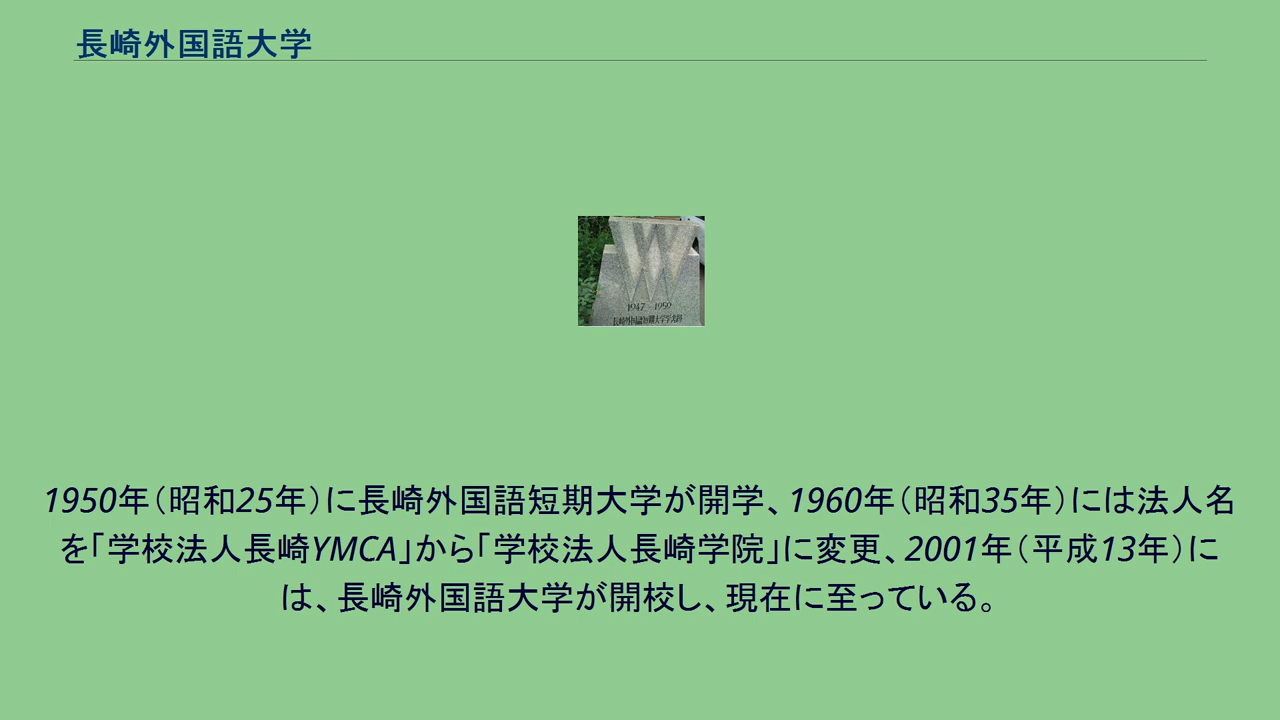 長崎外国語大学
1947 - 1950
1950年（昭和25年）に長崎外国語短期大学が開学、1960年（昭和35年）には法人名
を「学校法人長崎YMCA」から「学校法人長崎学院」に変更、2001年（平成13年）に
は、長崎外国語大学が開校し、現在に至っている。